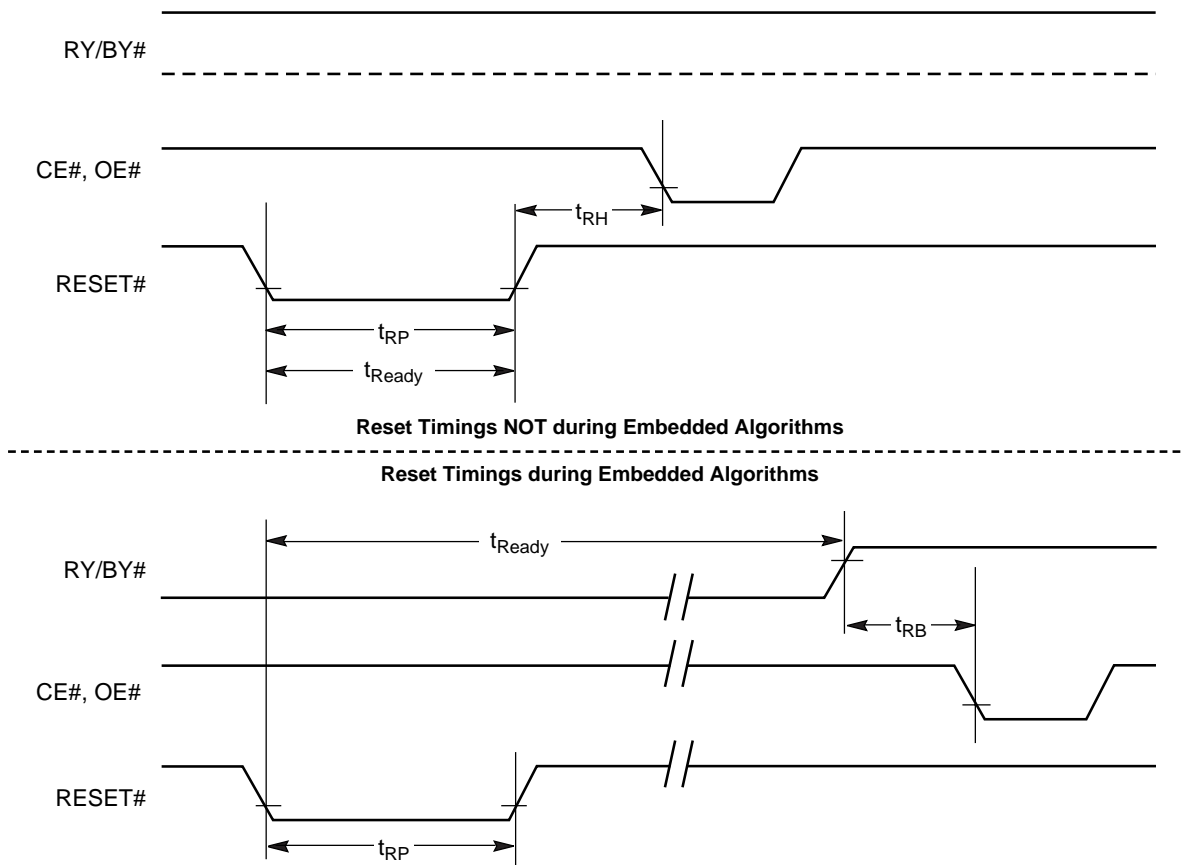 RY/BY#
CE#, OE#
tRH
RESET#
tRP
tReady
Reset Timings NOT during Embedded Algorithms
Reset Timings during Embedded Algorithms
tReady
RY/BY#
tRB
CE#, OE#
RESET#
tRP